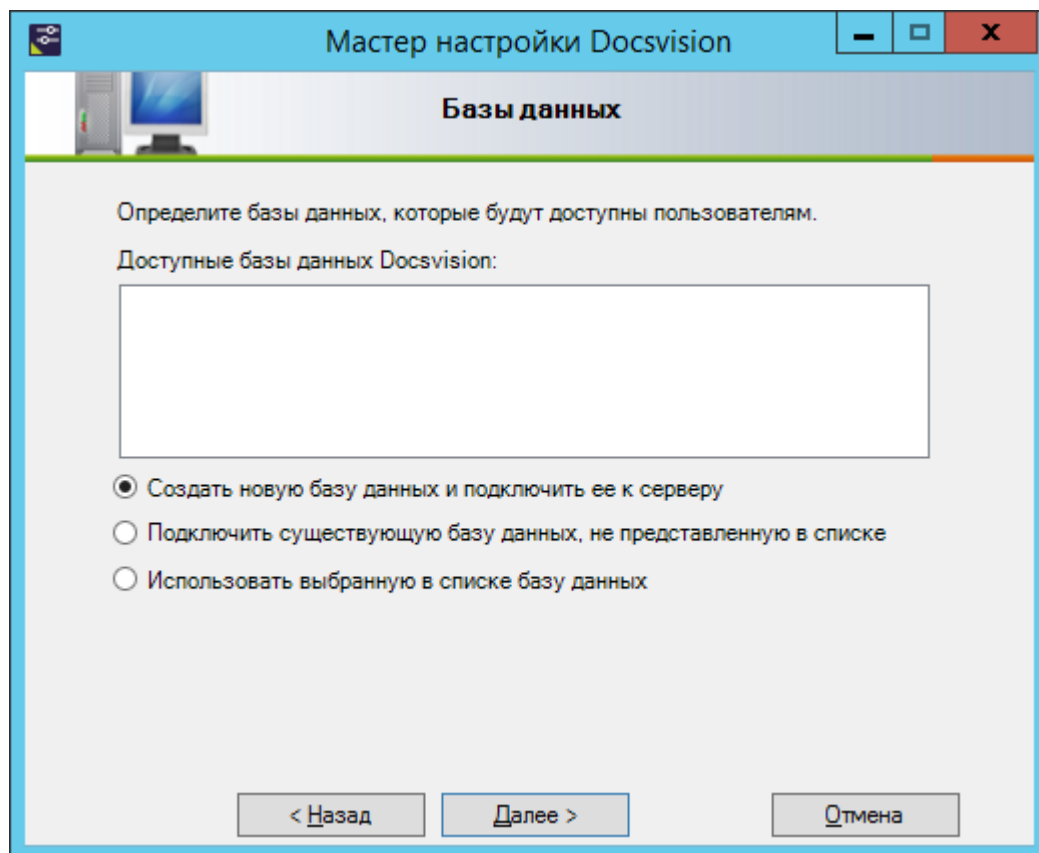 Мастер настройки Docsvision
Базы данных
Определите базы данных, которые будут доступны пользователям.
Доступные базы данных Docsvision:
Создать новую базу данных и подключить ее к серверу
Подключить существующую базу данных, не представленную в списке
Использовать выбранную в списке базу данных
< Назад Далее > Отмена